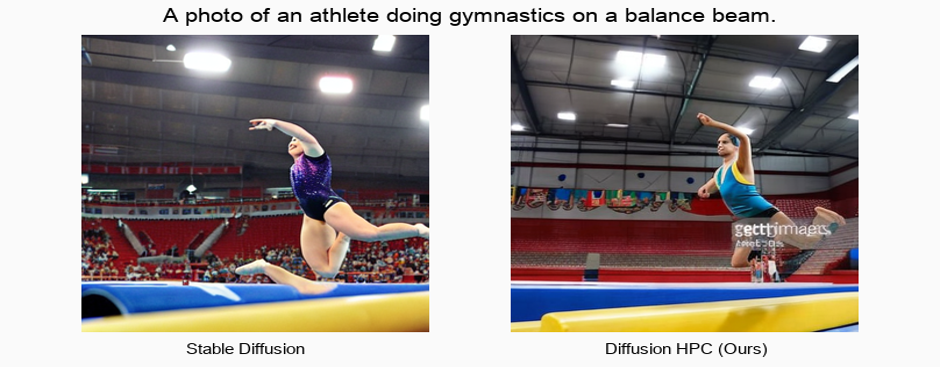 A photo of an athlete doing gymnastics on a balance beam.
gettyimages
Stable Diffusion
Diffusion HPC (Ours)